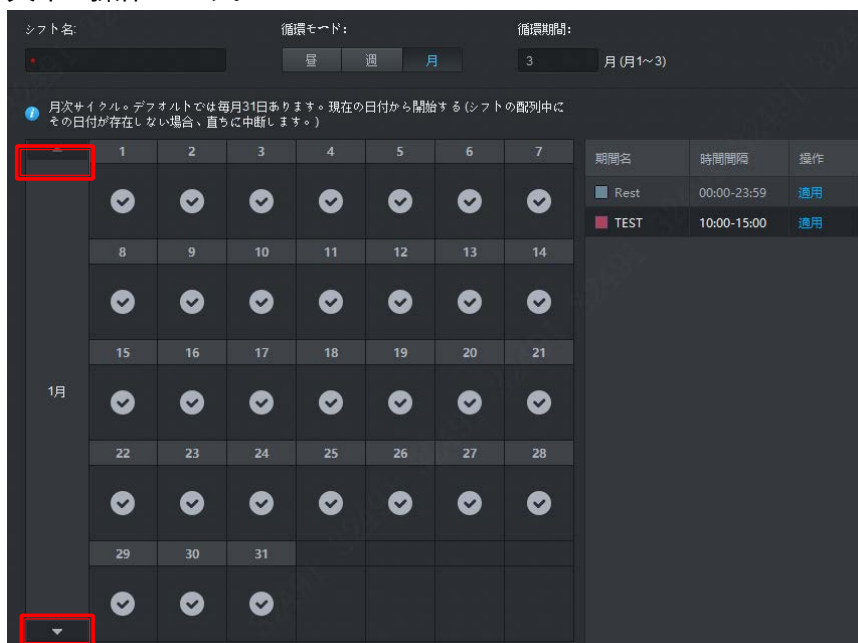 シフト名:
循環モード:
循環期間:
昼 週 月
3
月 (月1~3)
月次サイクル。デフォルトでは毎月31日あります。現在の日付から開始する(シフトの配列中に
その日付が存在しない場合、直ちに中断します。)
1 2 3 4 5 6 7
8 9 10 11 12 13 14
15 16 17 18 19 20 21
1月
22 23 24 25 26 27 28
29 30 31
期間名 時間間隔 操作
Rest 00:00-23:59 適用
TEST 10:00-15:00 適用